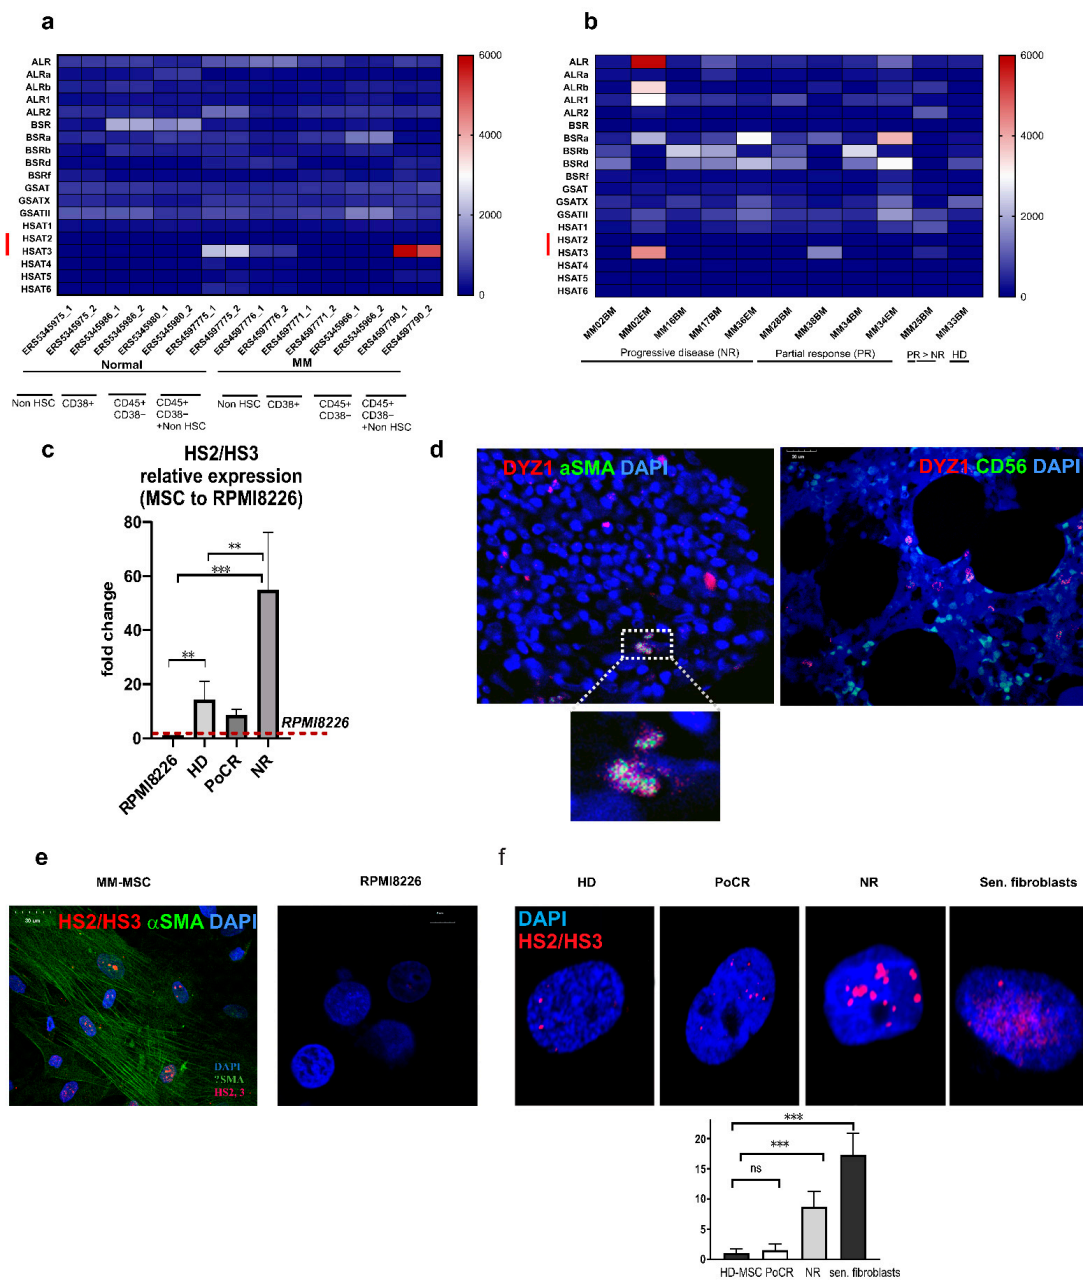 a
ALR
ALRa
ALRb
ALR1
ALR2
BSR
BSRa
BSRb
BSRd
BSRf
GSAT
GSATX
GSATII
HSAT1
HSAT2
HSAT3
HSAT4
HSAT5
HSAT6
6000
4000
2000
0
ERS5345975_1
ERS5345975_2
ERS5345986_1
ERS5345986_2
ERS5345980_1
ERS5345980_2
ERS4597775_1
ERS4597775_2
ERS4597776_1
ERS4597776_2
ERS4597771_1
ERS4597771_2
ERS5345966_1
ERS5345966_2
ERS4597790_1
ERS4597790_2
Normal
MM
Non HSC
CD38+
CD45+
CD38−
CD45+
CD38−
+Non HSC
Non HSC
CD38+
CD45+
CD38−
CD45+
CD38−
+Non HSC
b
ALR
ALRa
ALRb
ALR1
ALR2
BSR
BSRa
BSRb
BSRd
BSRf
GSAT
GSATX
GSATII
HSAT1
HSAT2
HSAT3
HSAT4
HSAT5
HSAT6
6000
4000
2000
0
MM02BM
MM02EM
MM16BM
MM17BM
MM36EM
MM28BM
MM38BM
MM34BM
MM34EM
MM25BM
MM33BM
Progressive disease (NR)
Partial response (PR)
PR > NR
HD
c
HS2/HS3
relative expression
(MSC to RPMI8226)
fold change
80
60
40
20
0
**
***
**
RPMI8226
RPMI8226
HD
PoCR
NR
d
DYZ1 aSMA DAPI
20 um
DYZ1 CD56 DAPI
e
MM-MSC
RPMI8226
20 um
HS2/HS3 αSMA DAPI
DAPI
?SMA
HS2, 3
f
HD
PoCR
NR
Sen. fibroblasts
DAPI
HS2/HS3
20
15
10
5
0
***
***
ns
HD-MSC
PoCR
NR
sen. fibroblasts